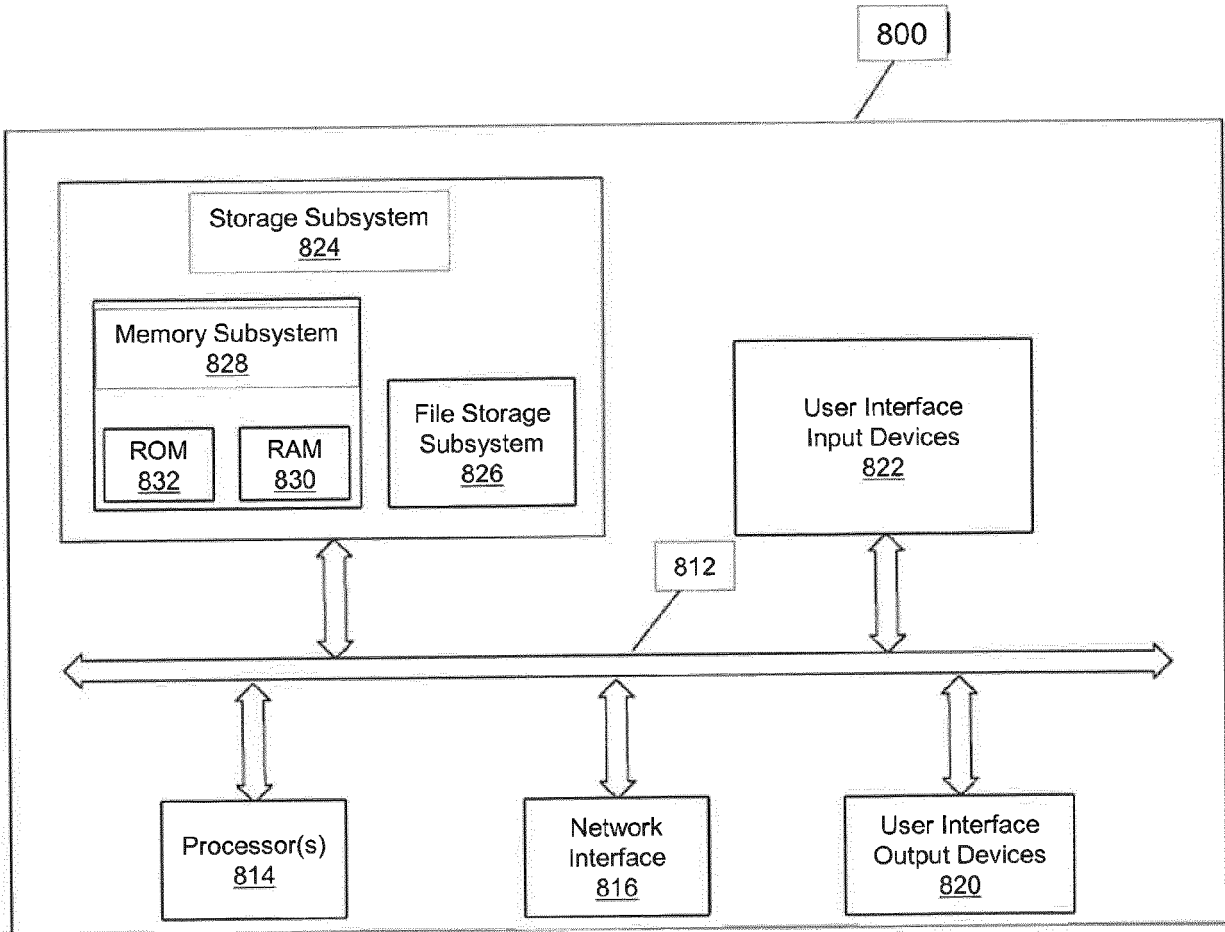 800
Storage Subsystem
824
Memory Subsystem
828
ROM
832
RAM
830
File Storage
Subsystem
826
User Interface
Input Devices
822
812
Processor(s)
814
Network
Interface
816
User Interface
Output Devices
820